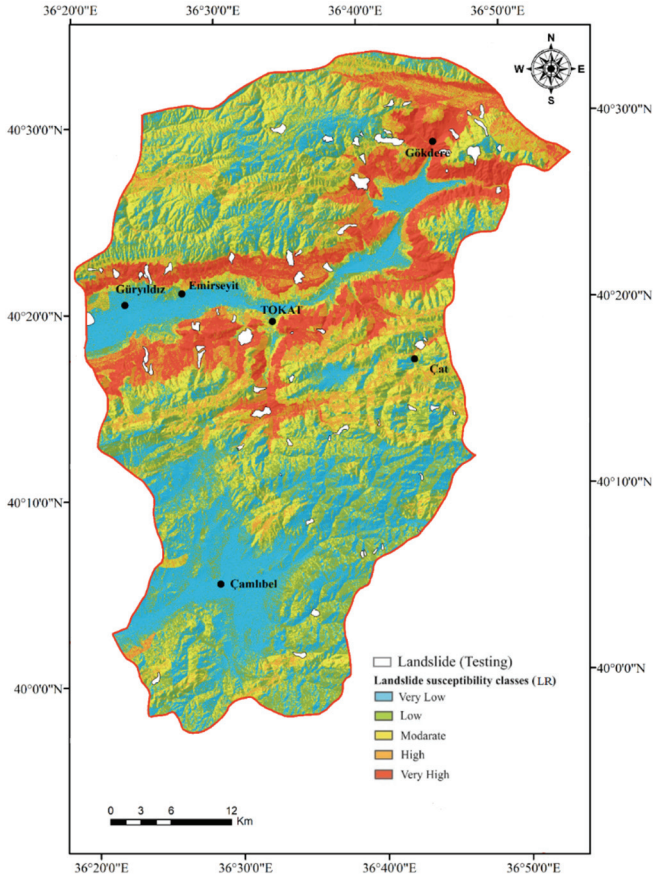 36°20'0"E 36°30'0"E 36°40'0"E 36°50'0"E
N
W E
S
40°30'0"N 40°30'0"N
Gökdere
Güryıldız Emirseyit
TOKAT
40°20'0"N 40°20'0"N
Çat
40°10'0"N 40°10'0"N
Çamlıbel
40°0'0"N 40°0'0"N
Landslide (Testing)
Landslide susceptibility classes (LR)
Very Low
Low
Modarate
High
Very High
0 3 6 12
Km
36°20'0"E 36°30'0"E 36°40'0"E 36°50'0"E